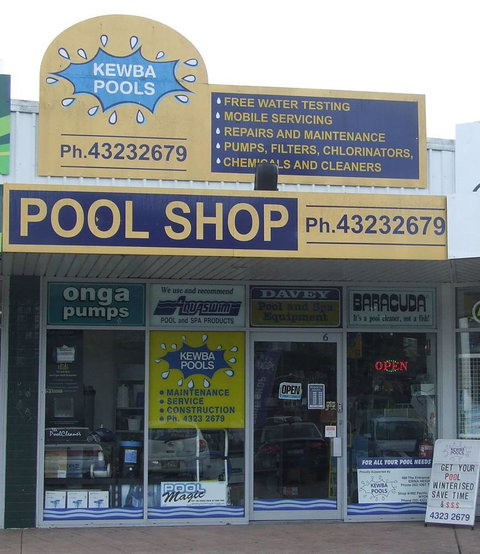 KEWBA
POOLS
Ph.43232679
FREE WATER TESTING
MOBILE SERVICING
REPAIRS AND MAINTENANCE
PUMPS, FILTERS, CHLORINATORS,
CHEMICALS AND CLEANERS
POOL SHOP
Ph.43232679
onga
pumps
We use and recommend
AQUASWIM
POOL and SPA PRODUCTS
DAVEY
Pool and Spa
Equipment
BARACUDA
It's a pool cleaner, not a fish!
6
KEWBA
POOLS
MAINTENANCE
SERVICE
CONSTRUCTION
Ph. 4323 2679
OPEN
OPEN
PoolCleaner
POOL
Magic
FOR ALL YOUR POOL NEEDS
KEWBA
POOLS
GET YOUR
POOL
WINTERISED
SAVE TIME
& $$$
4323 2679